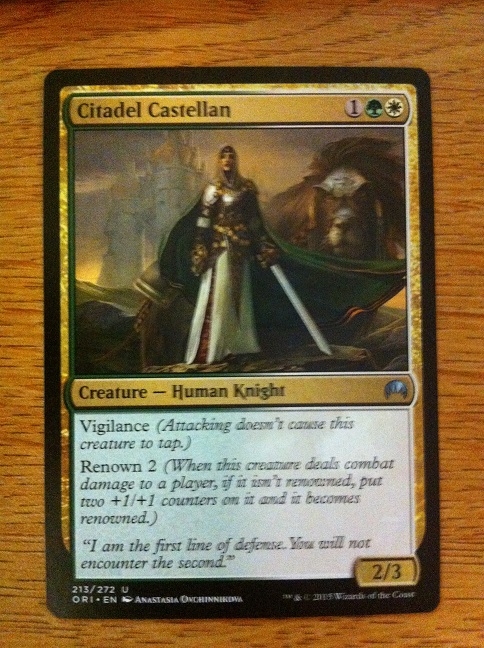 Citadel Castellan 1
Creature — Human Knight
Vigilance (Attacking doesn't cause this
creature to tap.)
Renown 2 (When this creature deals combat
damage to a player, if it isn't renowned, put
two +1/+1 counters on it and it becomes
renowned.)
"I am the first line of defense. You will not
encounter the second."
2/3
213/272 U
ORI • EN Anastasia Ovchinnikova
™ & © 2015 Wizards of the Coast